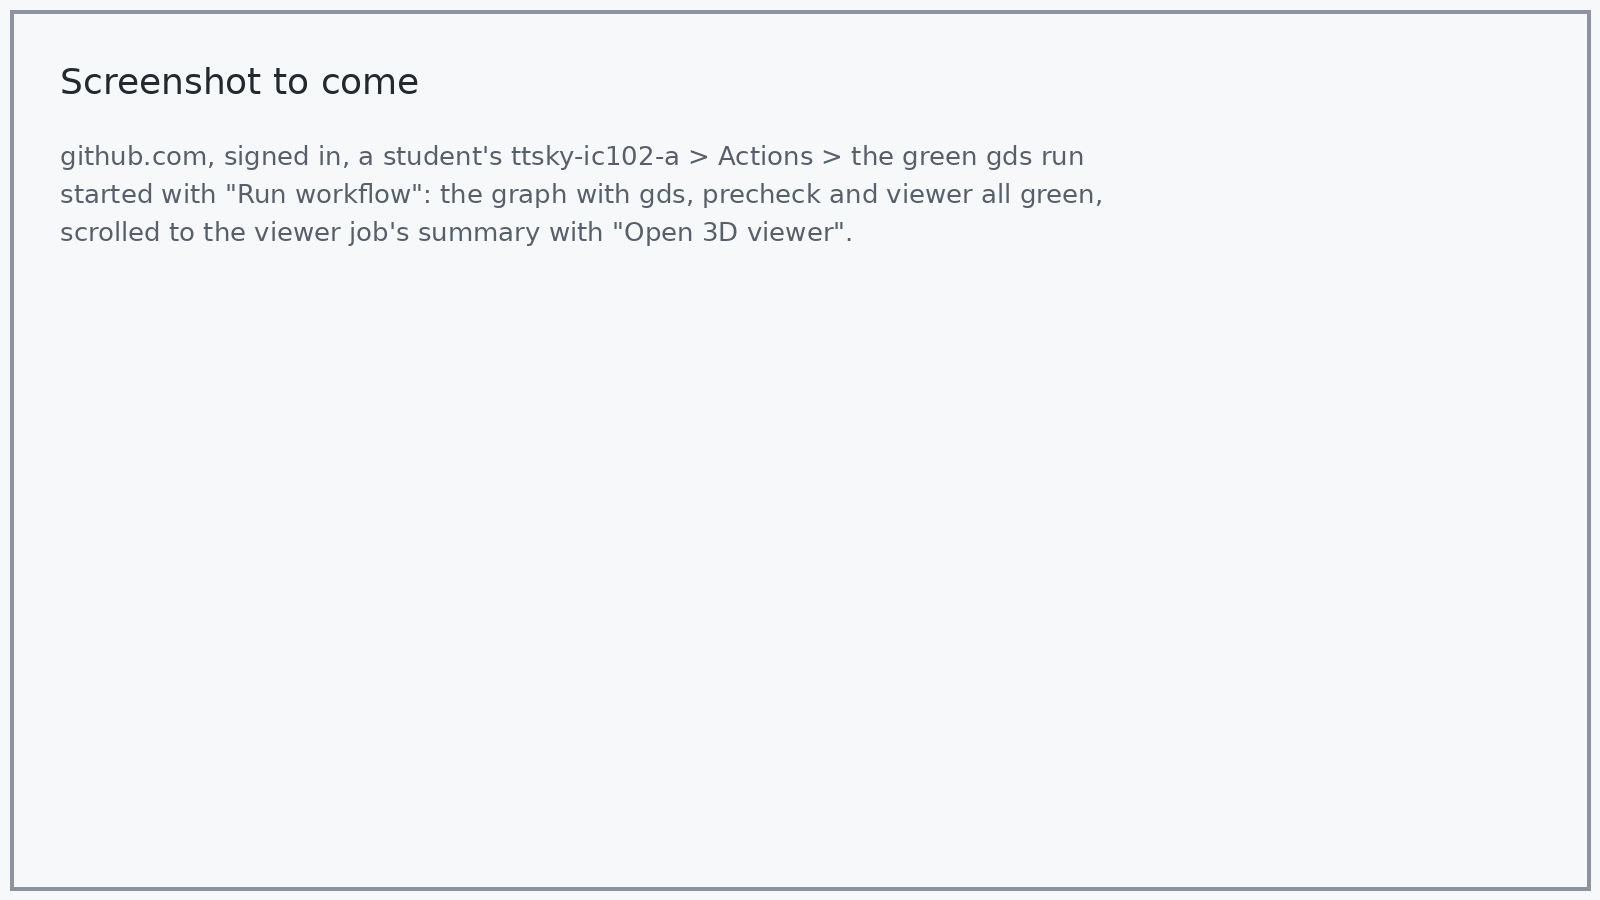 Screenshot to come
github.com, signed in, a student's ttsky-ic102-a > Actions > the green gds run
started with "Run workflow": the graph with gds, precheck and viewer all green,
scrolled to the viewer job's summary with "Open 3D viewer".